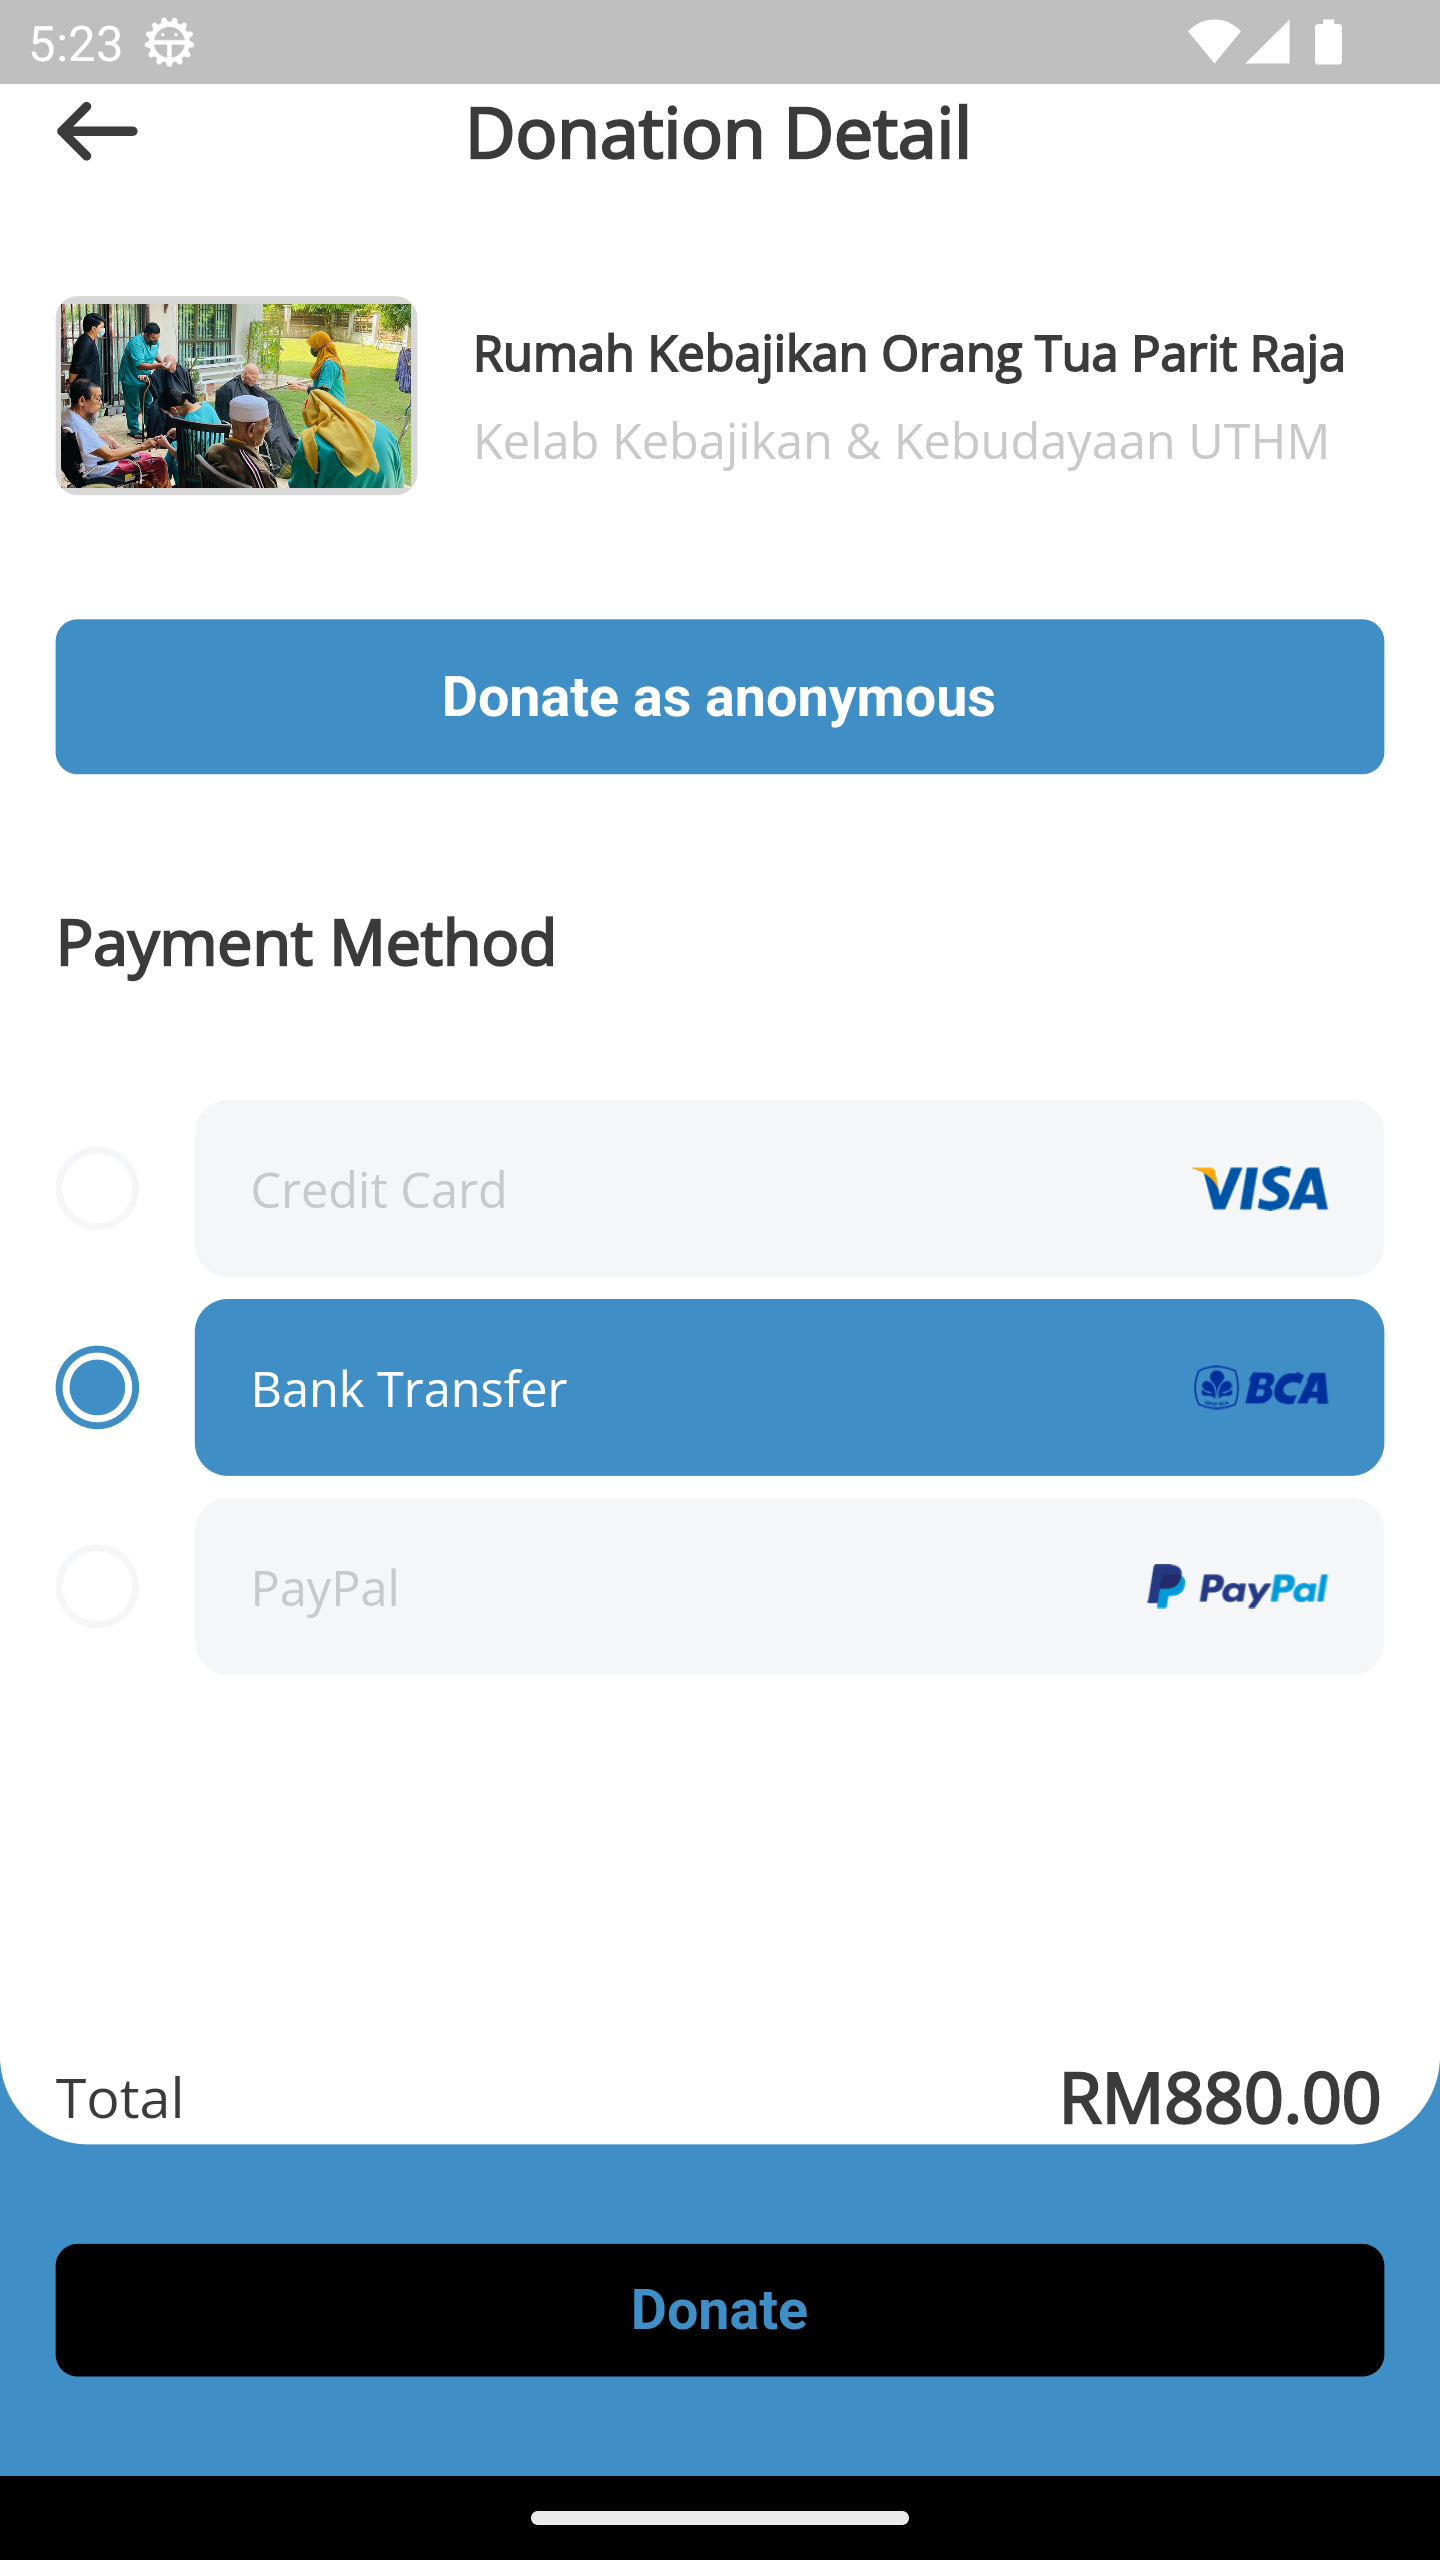 5:23
Donation Detail
Rumah Kebajikan Orang Tua Parit Raja
Kelab Kebajikan & Kebudayaan UTHM
Donate as anonymous
Payment Method
Credit Card VISA
Bank Transfer BCA
PayPal PayPal
Total RM880.00
Donate